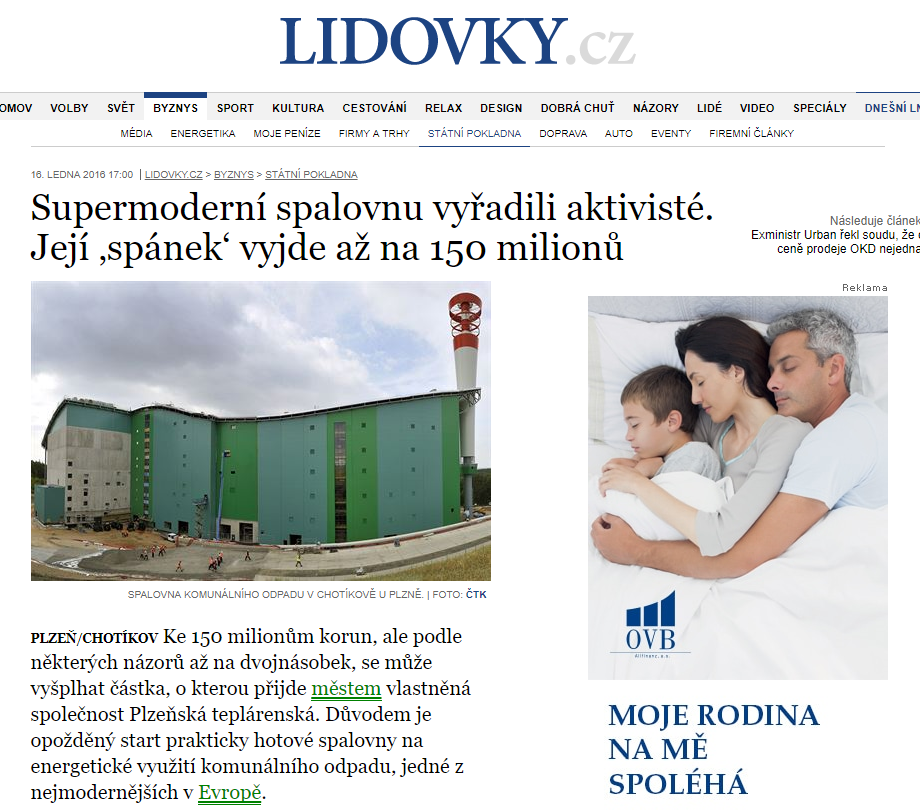 LIDOVKY.cz
OMOV VOLBY SVĚT BYZNYS SPORT KULTURA CESTOVÁNÍ RELAX DESIGN DOBRÁ CHUŤ NÁZORY LIDÉ VIDEO SPECIÁLY DNEŠNÍ LN
MÉDIA ENERGETIKA MOJE PENÍZE FIRMY A TRHY STÁTNÍ POKLADNA DOPRAVA AUTO EVENTY FIREMNÍ ČLÁNKY
16. LEDNA 2016 17:00 | LIDOVKY.CZ > BYZNYS > STÁTNÍ POKLADNA
Supermoderní spalovnu vyřadili aktivisté.
Její ‚spánek‘ vyjde až na 150 milionů
Následuje článek
Exministr Urban řekl soudu, že o
ceně prodeje OKD nejedna
Reklama
SPALOVNA KOMUNÁLNÍHO ODPADU V CHOTÍKOVĚ U PLZNĚ. | FOTO: ČTK
PLZEŇ/CHOTÍKOV Ke 150 milionům korun, ale podle
některých názorů až na dvojnásobek, se může
vyšplhat částka, o kterou přijde městem vlastněná
společnost Plzeňská teplárenská. Důvodem je
opožděný start prakticky hotové spalovny na
energetické využití komunálního odpadu, jedné z
nejmodernějších v Evropě.
OVB
Allfinanz, a.s.
MOJE RODINA
NA MĚ
SPOLÉHÁ